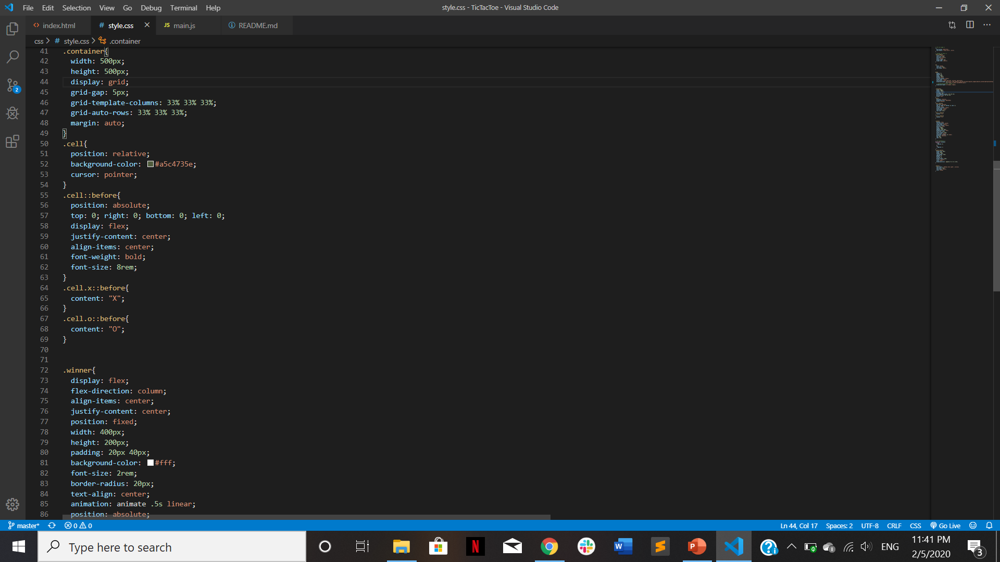 File Edit Selection View Go Debug Terminal Help
style.css - TicTacToe - Visual Studio Code
<> index.html # style.css × JS main.js README.md
css > # style.css > .container
41 .container{
42 width: 500px;
43 height: 500px;
44 display: grid;
45 grid-gap: 5px;
46 grid-template-columns: 33% 33% 33%;
47 grid-auto-rows: 33% 33% 33%;
48 margin: auto;
49 }
50 .cell{
51 position: relative;
52 background-color: #a5c4735e;
53 cursor: pointer;
54 }
55 .cell::before{
56 position: absolute;
57 top: 0; right: 0; bottom: 0; left: 0;
58 display: flex;
59 justify-content: center;
60 align-items: center;
61 font-weight: bold;
62 font-size: 8rem;
63 }
64 .cell.x::before{
65 content: "X";
66 }
67 .cell.o::before{
68 content: "O";
69 }
70
71
72 .winner{
73 display: flex;
74 flex-direction: column;
75 align-items: center;
76 justify-content: center;
77 position: fixed;
78 width: 400px;
79 height: 200px;
80 padding: 20px 40px;
81 background-color: #fff;
82 font-size: 2rem;
83 border-radius: 20px;
84 text-align: center;
85 animation: animate .5s linear;
86 position: absolute;
2
master* 0 0 Ln 44, Col 17 Spaces: 2 UTF-8 CRLF CSS Go Live
Type here to search
N W S P ? ENG
11:41 PM
2/5/2020
3